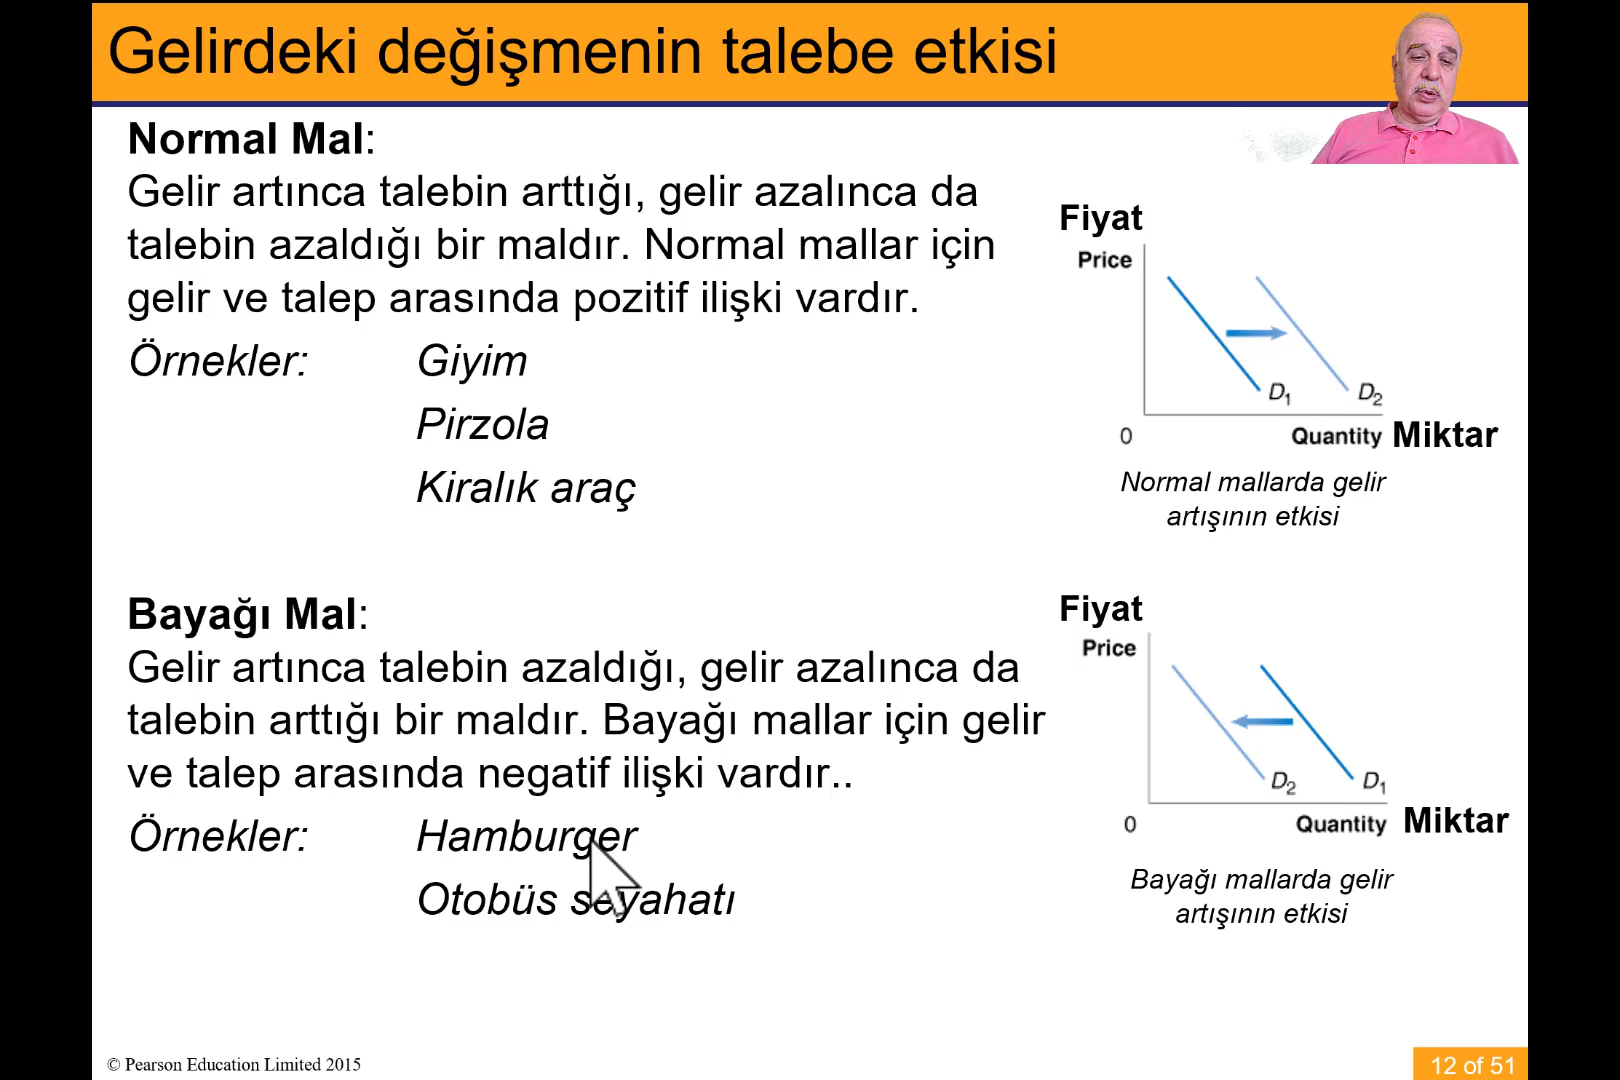 Gelirdeki değişmenin talebe etkisi
Normal Mal:
Gelir artınca talebin arttığı, gelir azalınca da
talebin azaldığı bir maldır. Normal mallar için
gelir ve talep arasında pozitif ilişki vardır.
Örnekler: Giyim
Pirzola
Kiralık araç
Fiyat
Price
D1 D2
0 Quantity Miktar
Normal mallarda gelir
artışının etkisi
Bayağı Mal:
Gelir artınca talebin azaldığı, gelir azalınca da
talebin arttığı bir maldır. Bayağı mallar için gelir
ve talep arasında negatif ilişki vardır..
Örnekler: Hamburger
Otobüs seyahatı
Fiyat
Price
D2 D1
0 Quantity Miktar
Bayağı mallarda gelir
artışının etkisi
© Pearson Education Limited 2015
12 of 51